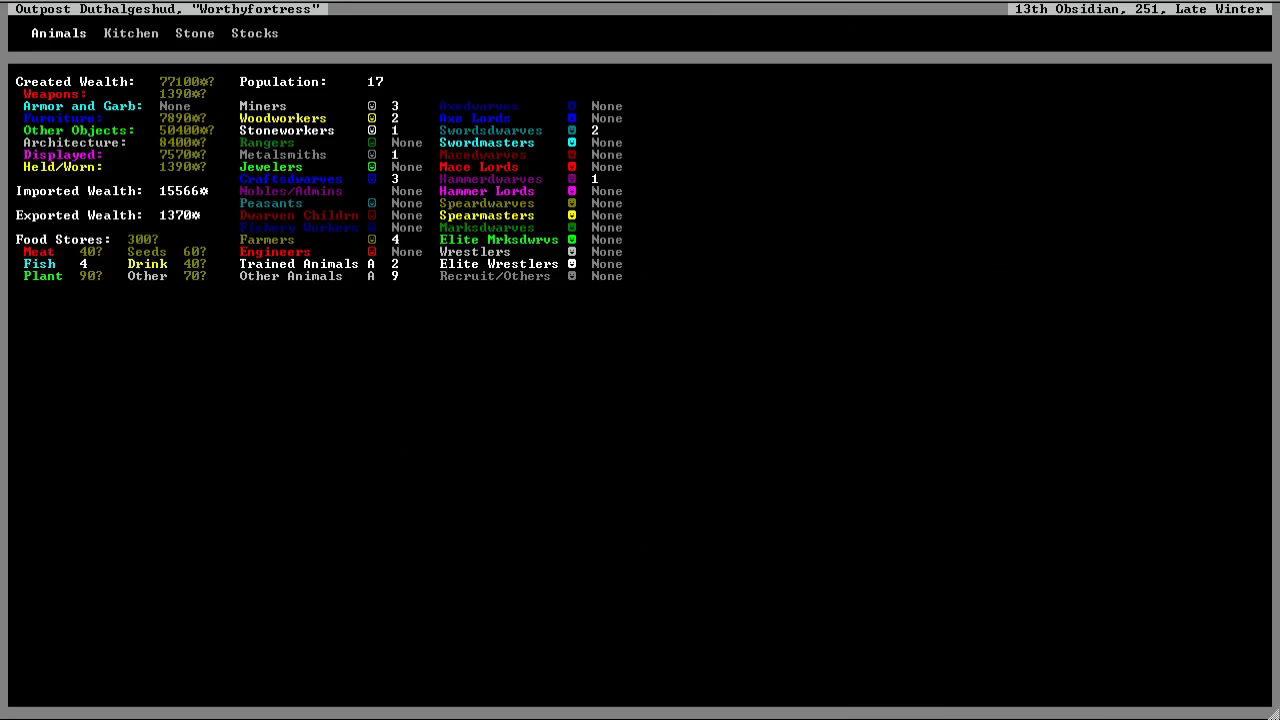 Outpost Duthalgeshud, "Worthyfortress" 13th Obsidian, 251, Late Winter
Animals Kitchen Stone Stocks
Created Wealth: 77100☼? Population: 17
Weapons: 1390☼?
Armor and Garb: None Miners 3 Axedwarves None
Furniture: 7890☼? Woodworkers 2 Axe Lords None
Other Objects: 50400☼? Stoneworkers 1 Swordsdwarves 2
Architecture: 8400☼? Rangers None Swordmasters None
Displayed: 7570☼? Metalsmiths 1 Macedwarves None
Held/Worn: 1390☼? Jewelers None Mace Lords None
Craftsdwarves 3 Hammerdwarves 1
Imported Wealth: 15566☼ Nobles/Admins None Hammer Lords None
Peasants None Speardwarves None
Exported Wealth: 1370☼ Dwarven Childrn None Spearmasters None
Fishery Workers None Marksdwarves None
Food Stores: 300? Farmers 4 Elite Mrksdwrvs None
Meat 40? Seeds 60? Engineers None Wrestlers None
Fish 4 Drink 40? Trained Animals A 2 Elite Wrestlers None
Plant 90? Other 70? Other Animals A 9 Recruit/Others None